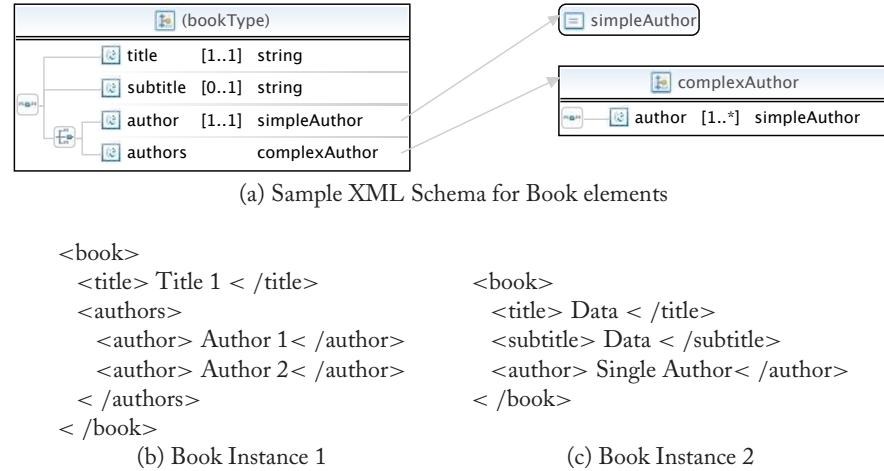 (bookType)
title [1..1] string
subtitle [0..1] string
author [1..1] simpleAuthor
authors complexAuthor
simpleAuthor
complexAuthor
author [1..*] simpleAuthor
(a) Sample XML Schema for Book elements
<book>
<title> Title 1 < /title>
<authors>
<author> Author 1< /author>
<author> Author 2< /author>
< /authors>
< /book>
(b) Book Instance 1
<book>
<title> Data < /title>
<subtitle> Data < /subtitle>
<author> Single Author< /author>
< /book>
(c) Book Instance 2